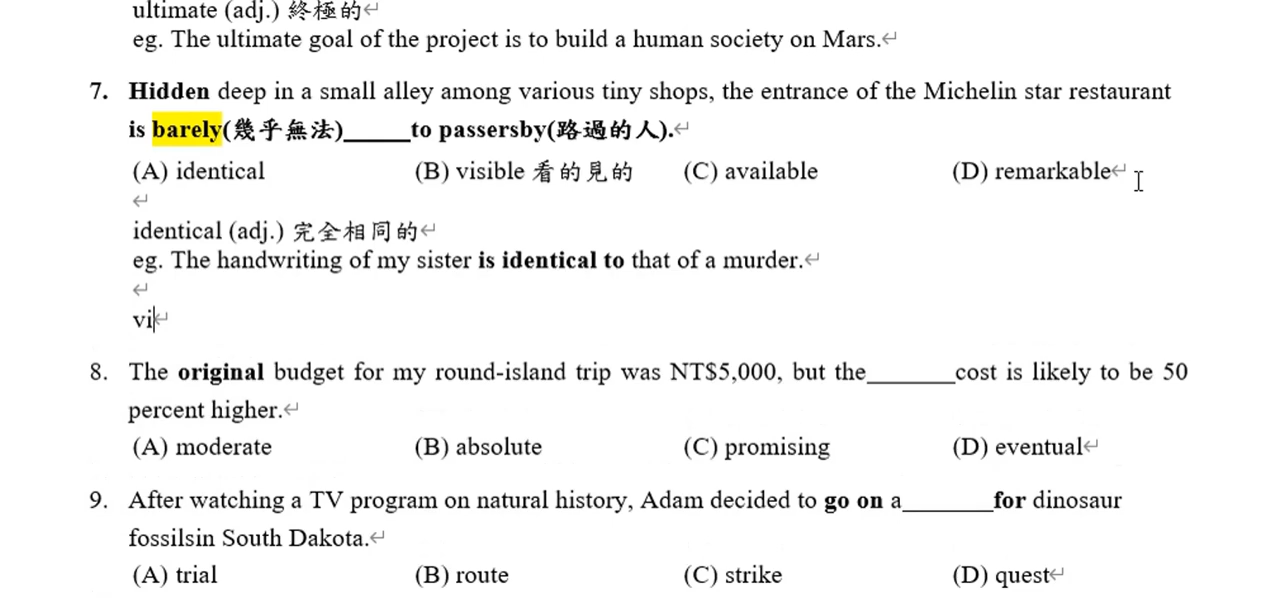 ultimate (adj.) 終極的↵
eg. The ultimate goal of the project is to build a human society on Mars.↵
7. Hidden deep in a small alley among various tiny shops, the entrance of the Michelin star restaurant
is barely(幾乎無法)_____to passersby(路過的人).↵
(A) identical (B) visible 看的見的 (C) available (D) remarkable↵
↵
identical (adj.) 完全相同的↵
eg. The handwriting of my sister is identical to that of a murder.↵
↵
vi↵
8. The original budget for my round-island trip was NT$5,000, but the_______cost is likely to be 50
percent higher.↵
(A) moderate (B) absolute (C) promising (D) eventual↵
9. After watching a TV program on natural history, Adam decided to go on a_______for dinosaur
fossilsin South Dakota.↵
(A) trial (B) route (C) strike (D) quest↵